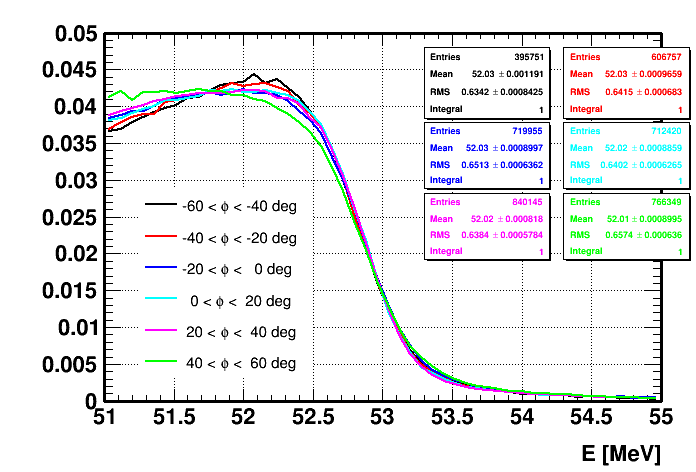 0.05
0.045
0.04
0.035
0.03
0.025
0.02
0.015
0.01
0.005
0
51
51.5
52
52.5
53
53.5
54
54.5
55
E [MeV]
-60 < ϕ < -40 deg
-40 < ϕ < -20 deg
-20 < ϕ < 0 deg
0 < ϕ < 20 deg
20 < ϕ < 40 deg
40 < ϕ < 60 deg
Entries 395751
Mean 52.03 ± 0.001191
RMS 0.6342 ± 0.0008425
Integral 1
Entries 606757
Mean 52.03 ± 0.0009659
RMS 0.6415 ± 0.000683
Integral 1
Entries 719955
Mean 52.03 ± 0.0008997
RMS 0.6513 ± 0.0006362
Integral 1
Entries 712420
Mean 52.02 ± 0.0008859
RMS 0.6402 ± 0.0006265
Integral 1
Entries 840145
Mean 52.02 ± 0.000818
RMS 0.6384 ± 0.0005784
Integral 1
Entries 766349
Mean 52.01 ± 0.0008995
RMS 0.6574 ± 0.000636
Integral 1